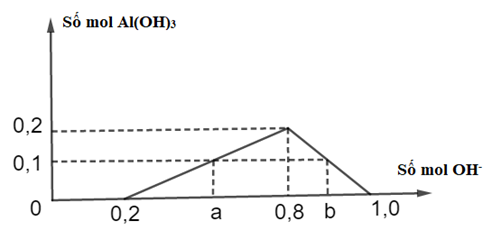 Số mol Al(OH)₃
0,2
0,1
Số mol OH⁻
0
0,2
a
0,8
b
1,0